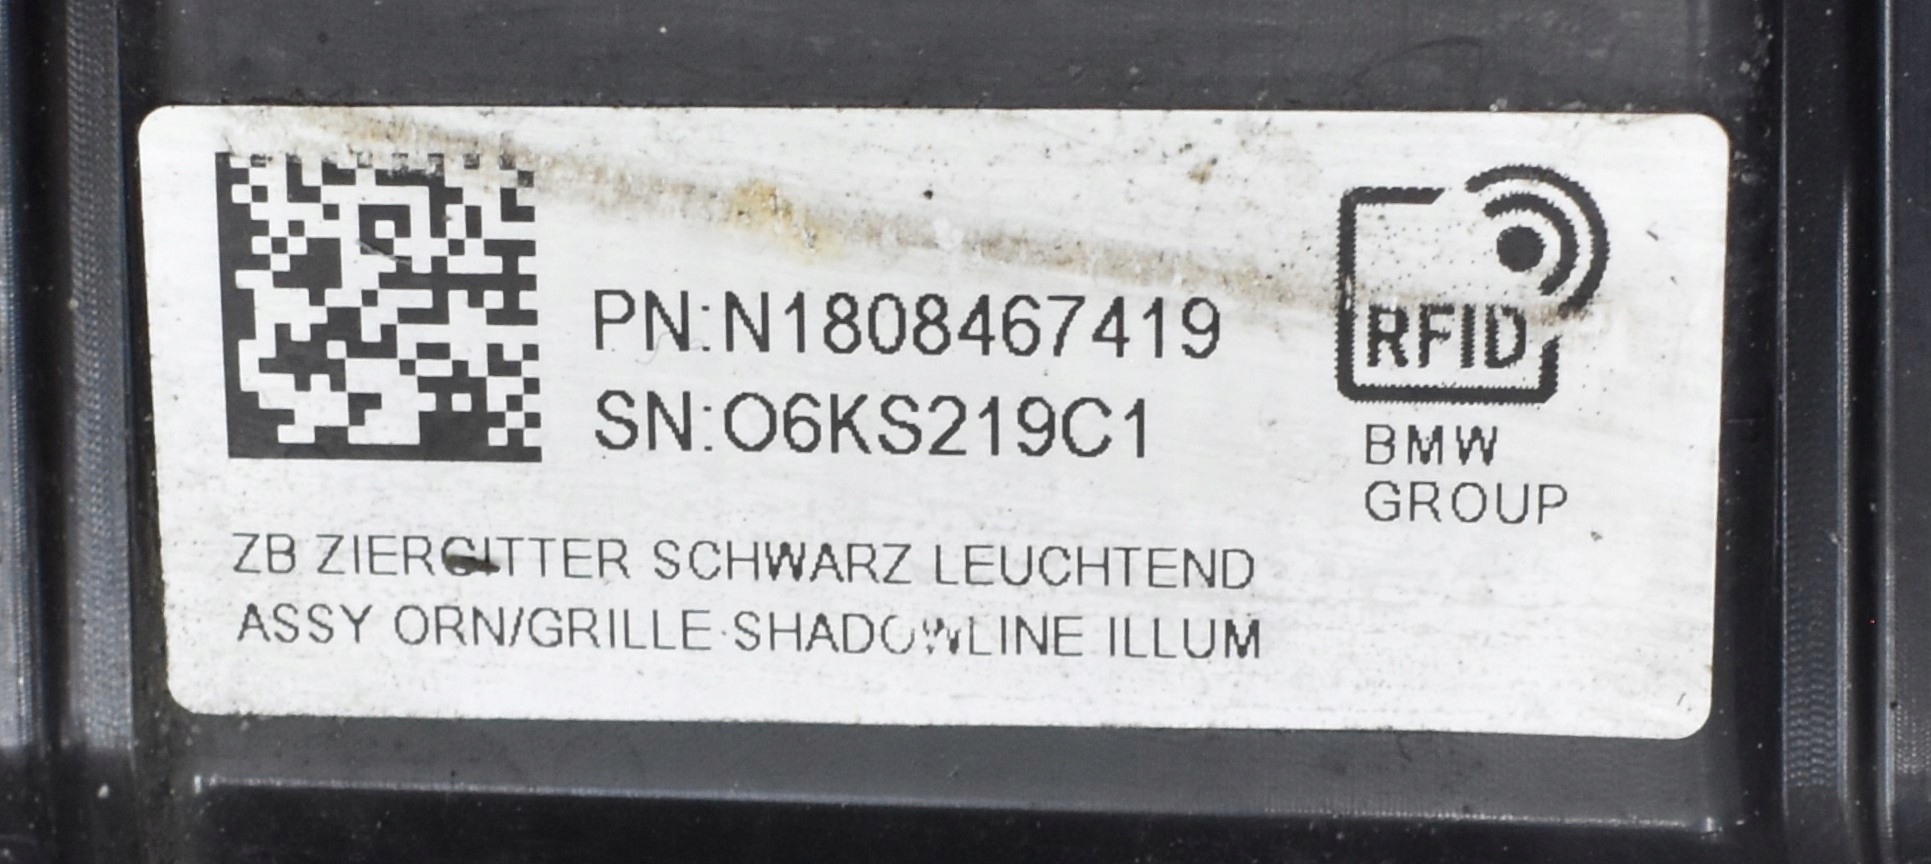 PN:N1808467419
SN:O6KS219C1
RFID
BMW
GROUP
ZB ZIERGITTER SCHWARZ LEUCHTEND
ASSY ORN/GRILLE SHADOWLINE ILLUM